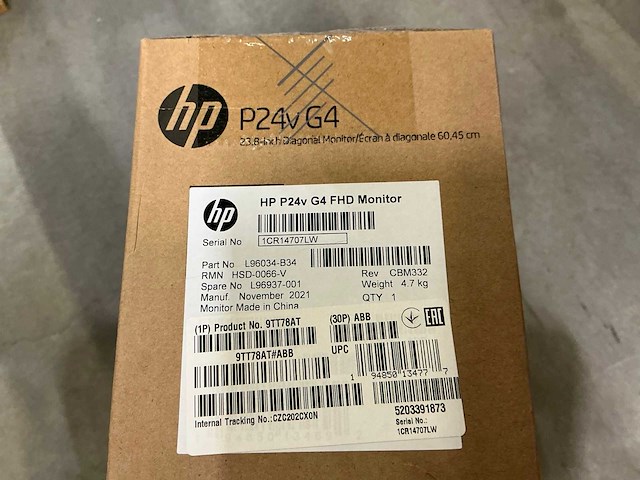 hp P24v G4
23.8-inch Diagonal Monitor/Écran à diagonale 60,45 cm
hp HP P24v G4 FHD Monitor
Serial No 1CR14707LW
Part No L96034-B34
RMN HSD-0066-V Rev CBM332
Spare No L96937-001 Weight 4.7 kg
Manuf. November 2021 QTY 1
Monitor Made in China
(1P) Product No. 9TT78AT (30P) ABB EAC
9TT78AT#ABB UPC
1 94850 13477 7
5203391873
Internal Tracking No.:CZC202CX0N Serial No.:
1CR14707LW